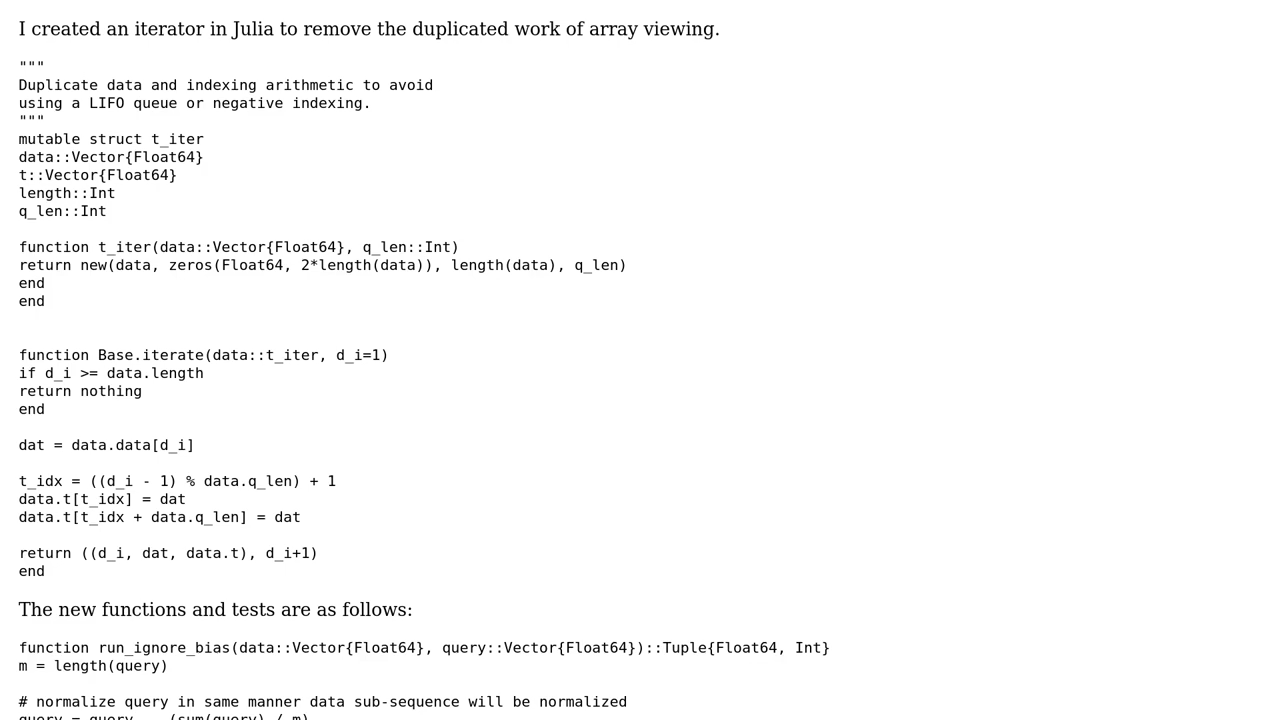 I created an iterator in Julia to remove the duplicated work of array viewing.
"""
Duplicate data and indexing arithmetic to avoid
using a LIFO queue or negative indexing.
"""
mutable struct t_iter
data::Vector{Float64}
t::Vector{Float64}
length::Int
q_len::Int
function t_iter(data::Vector{Float64}, q_len::Int)
return new(data, zeros(Float64, 2*length(data)), length(data), q_len)
end
end
function Base.iterate(data::t_iter, d_i=1)
if d_i >= data.length
return nothing
end
dat = data.data[d_i]
t_idx = ((d_i - 1) % data.q_len) + 1
data.t[t_idx] = dat
data.t[t_idx + data.q_len] = dat
return ((d_i, dat, data.t), d_i+1)
end
The new functions and tests are as follows:
function run_ignore_bias(data::Vector{Float64}, query::Vector{Float64})::Tuple{Float64, Int}
m = length(query)
# normalize query in same manner data sub-sequence will be normalized
query = query (sum(query) / m)